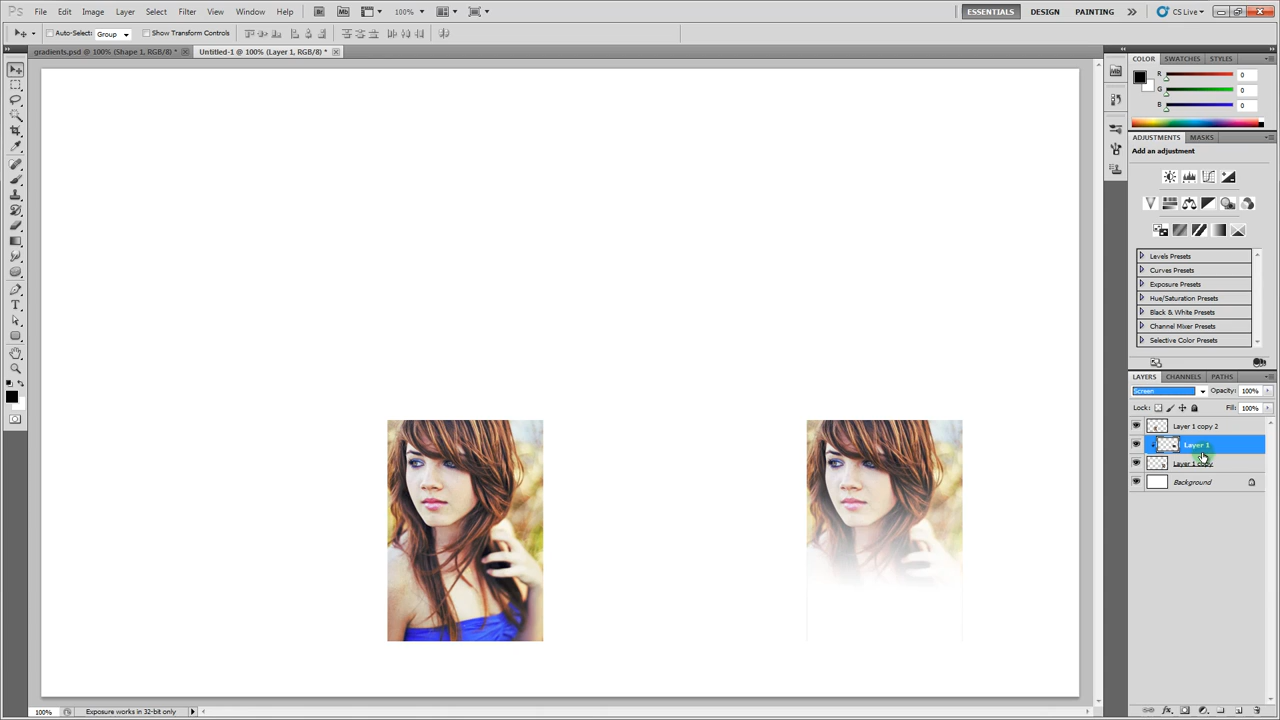 Ps File Edit Image Layer Select Filter View Window Help Br Mb 100% ESSENTIALS DESIGN PAINTING CS Live
Auto-Select: Group Show Transform Controls
gradients.psd @ 100% (Shape 1, RGB/8) * Untitled-1 @ 100% (Layer 1, RGB/8) *
COLOR SWATCHES STYLES
R 0
G 0
B 0
ADJUSTMENTS MASKS
Add an adjustment
Levels Presets
Curves Presets
Exposure Presets
Hue/Saturation Presets
Black & White Presets
Channel Mixer Presets
Selective Color Presets
LAYERS CHANNELS PATHS
Screen Opacity: 100%
Lock: Fill: 100%
Layer 1 copy 2
Layer 1
Layer 1 copy
Background
100% Exposure works in 32-bit only